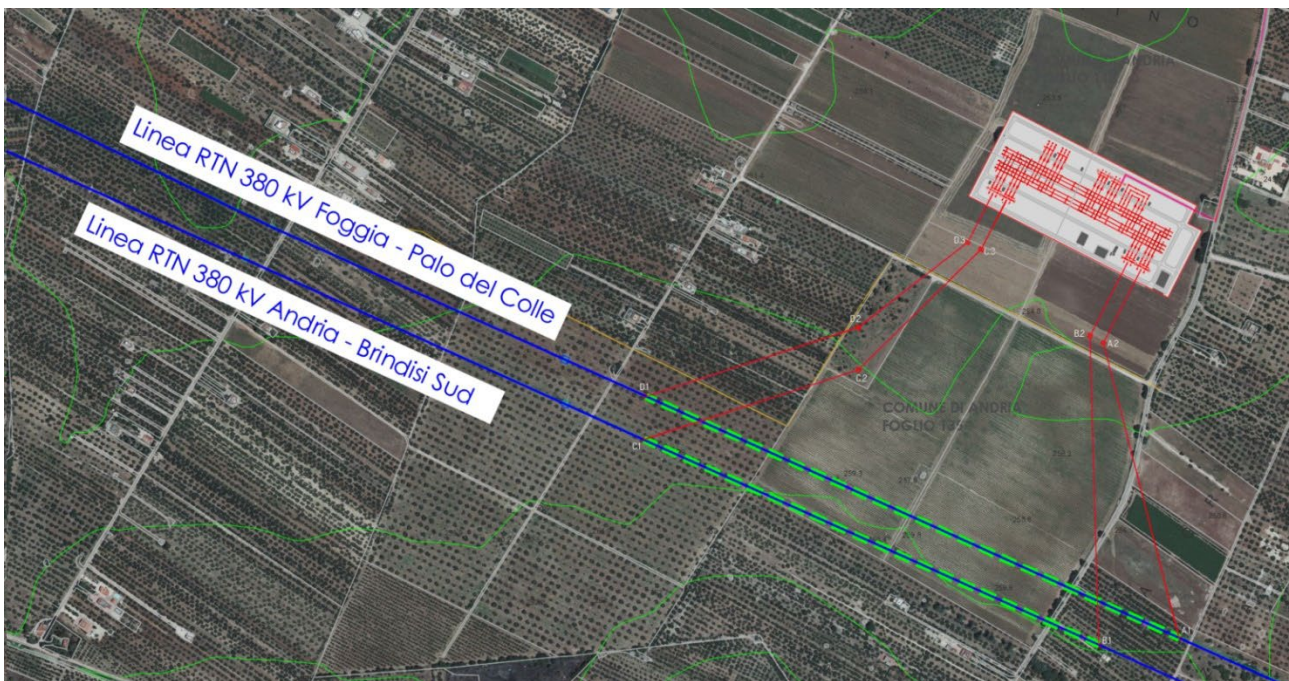 Linea RTN 380 kV Foggia - Palo del Colle
Linea RTN 380 kV Andria - Brindisi Sud
D3
C3
D2
C2
B2
A2
D1
C1
COMUNE DI ANDRIA
FOGLIO 135
B1
A1